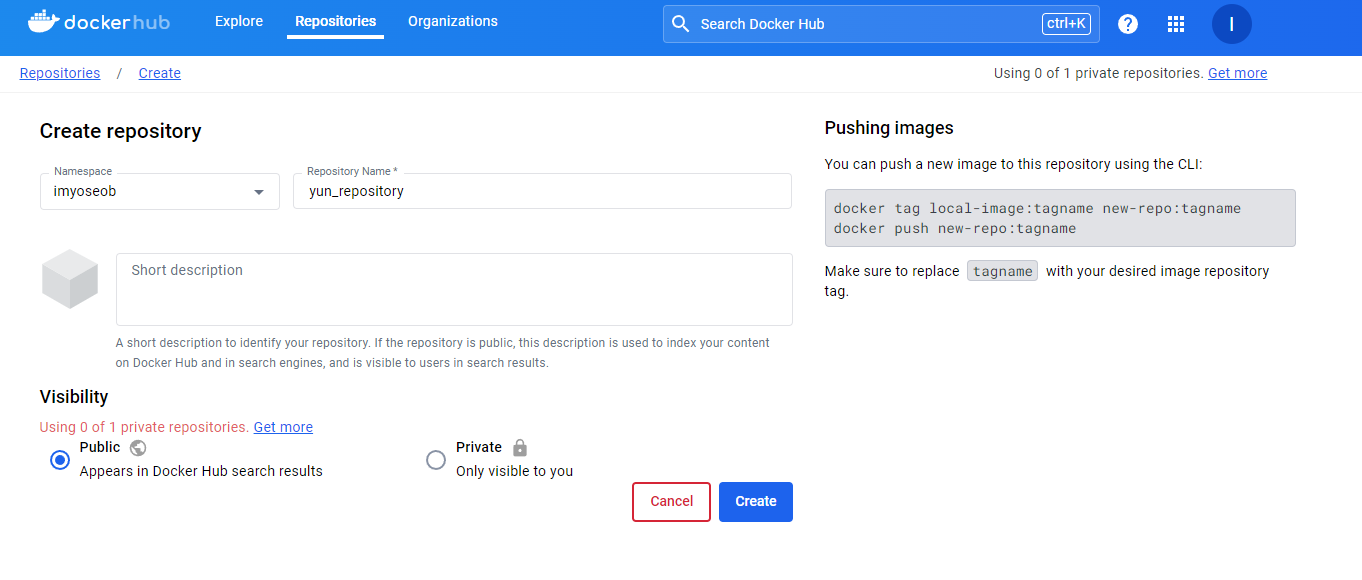 dockerhub Explore Repositories Organizations Search Docker Hub ctrl+K ? I
Repositories / Create Using 0 of 1 private repositories. Get more
Create repository
Namespace
imyoseob
Repository Name *
yun_repository
Short description
A short description to identify your repository. If the repository is public, this description is used to index your content
on Docker Hub and in search engines, and is visible to users in search results.
Visibility
Using 0 of 1 private repositories. Get more
Public
Appears in Docker Hub search results
Private
Only visible to you
Cancel Create
Pushing images
You can push a new image to this repository using the CLI:
docker tag local-image:tagname new-repo:tagname
docker push new-repo:tagname
Make sure to replace tagname with your desired image repository
tag.